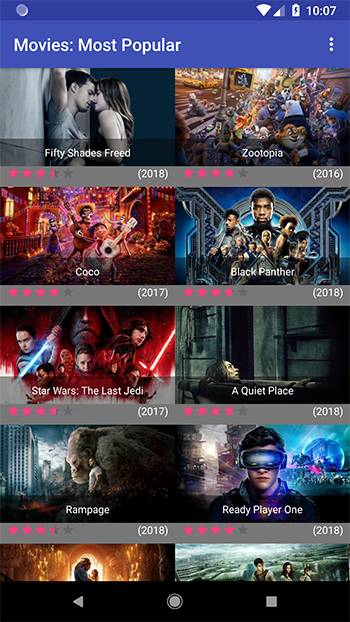 10:07
Movies: Most Popular
Fifty Shades Freed
(2018)
Zootopia
(2016)
Coco
(2017)
Black Panther
(2018)
Star Wars: The Last Jedi
(2017)
A Quiet Place
(2018)
Rampage
(2018)
Ready Player One
(2018)